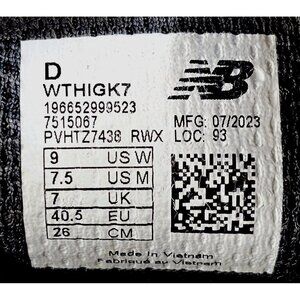 D
WTHIGK7
196652999523
7515067
PVHTZ7438 RWX
NB
MFG: 07/2023
LOC: 93
9 US W
7.5 US M
7 UK
40.5 EU
26 CM
Made in Vietnam
Fabriqué au Vietnam